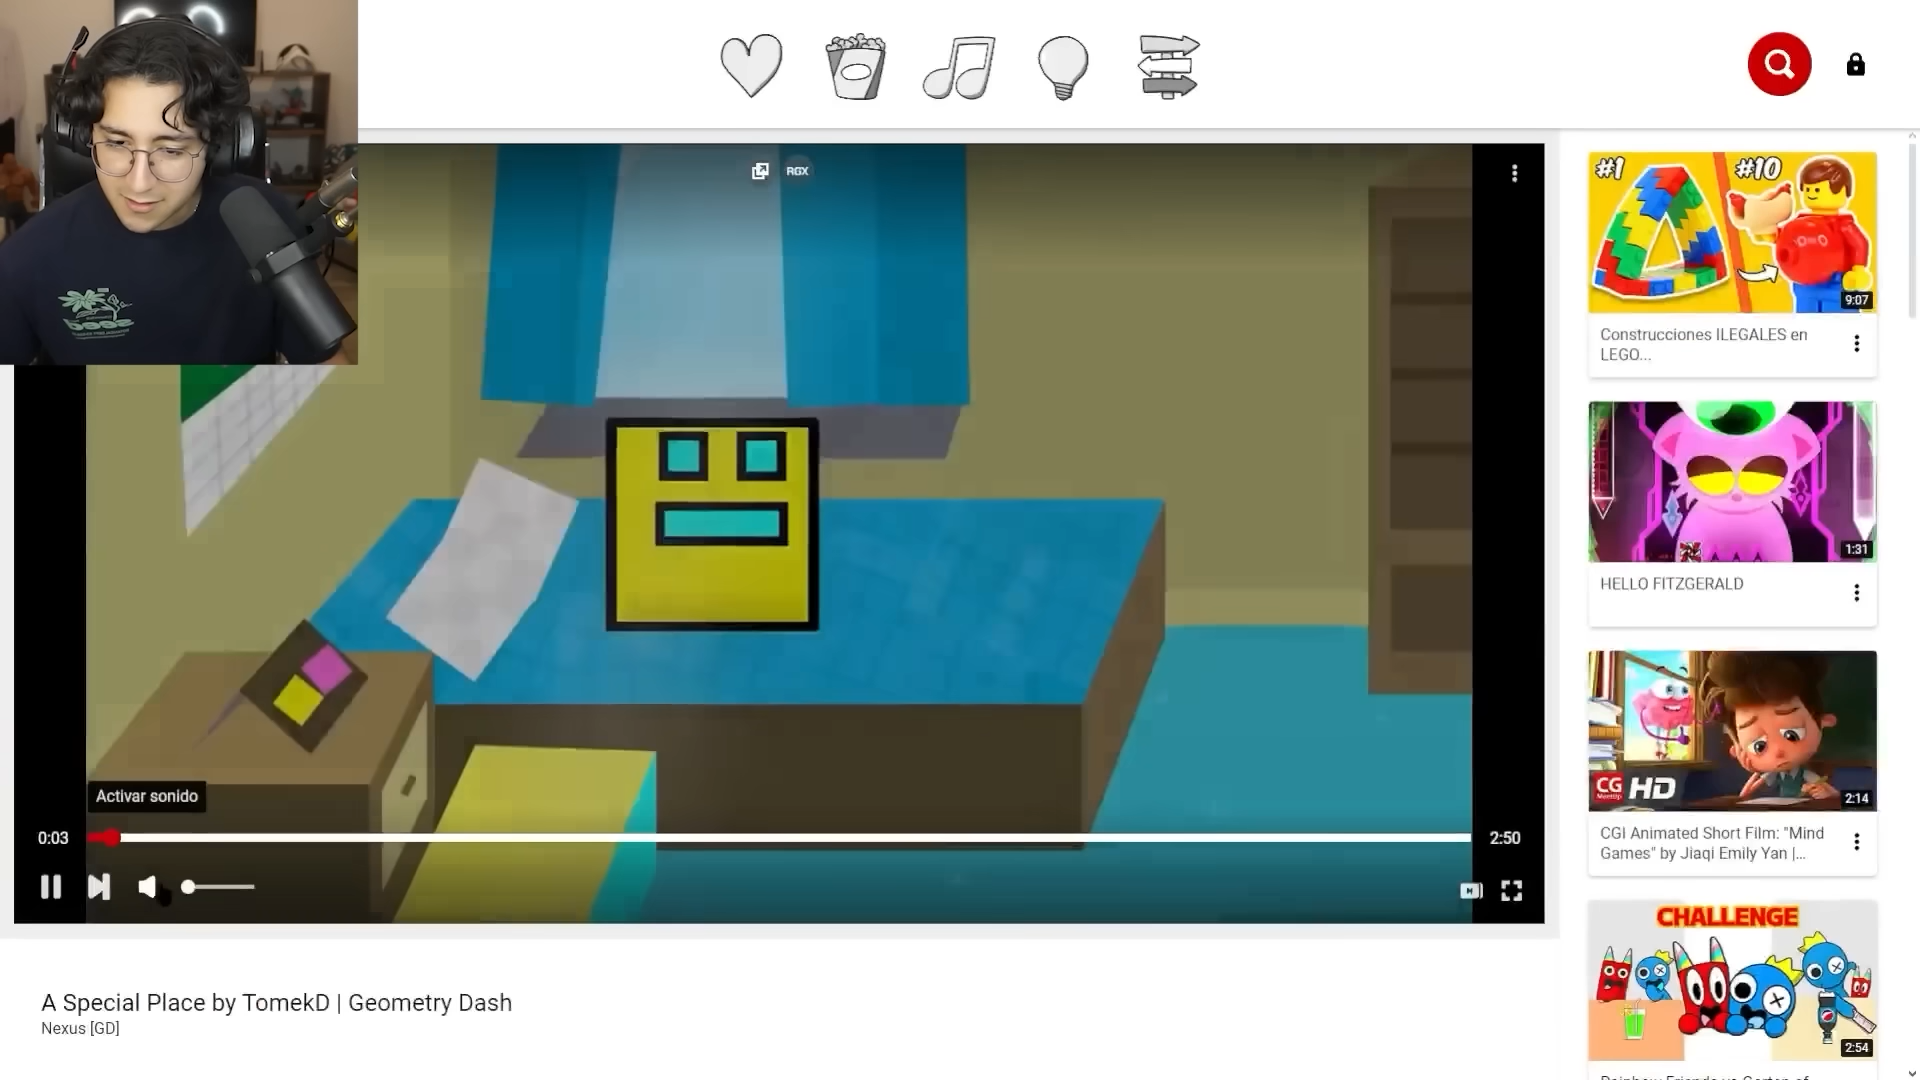 booz
RGX
Activar sonido
0:03
2:50
A Special Place by TomekD | Geometry Dash
Nexus [GD]
#1
#10
9:07
Construcciones ILEGALES en
LEGO...
1:31
HELLO FITZGERALD
CG
MeetUp
HD
2:14
CGI Animated Short Film: "Mind
Games" by Jiaqi Emily Yan |...
CHALLENGE
2:54